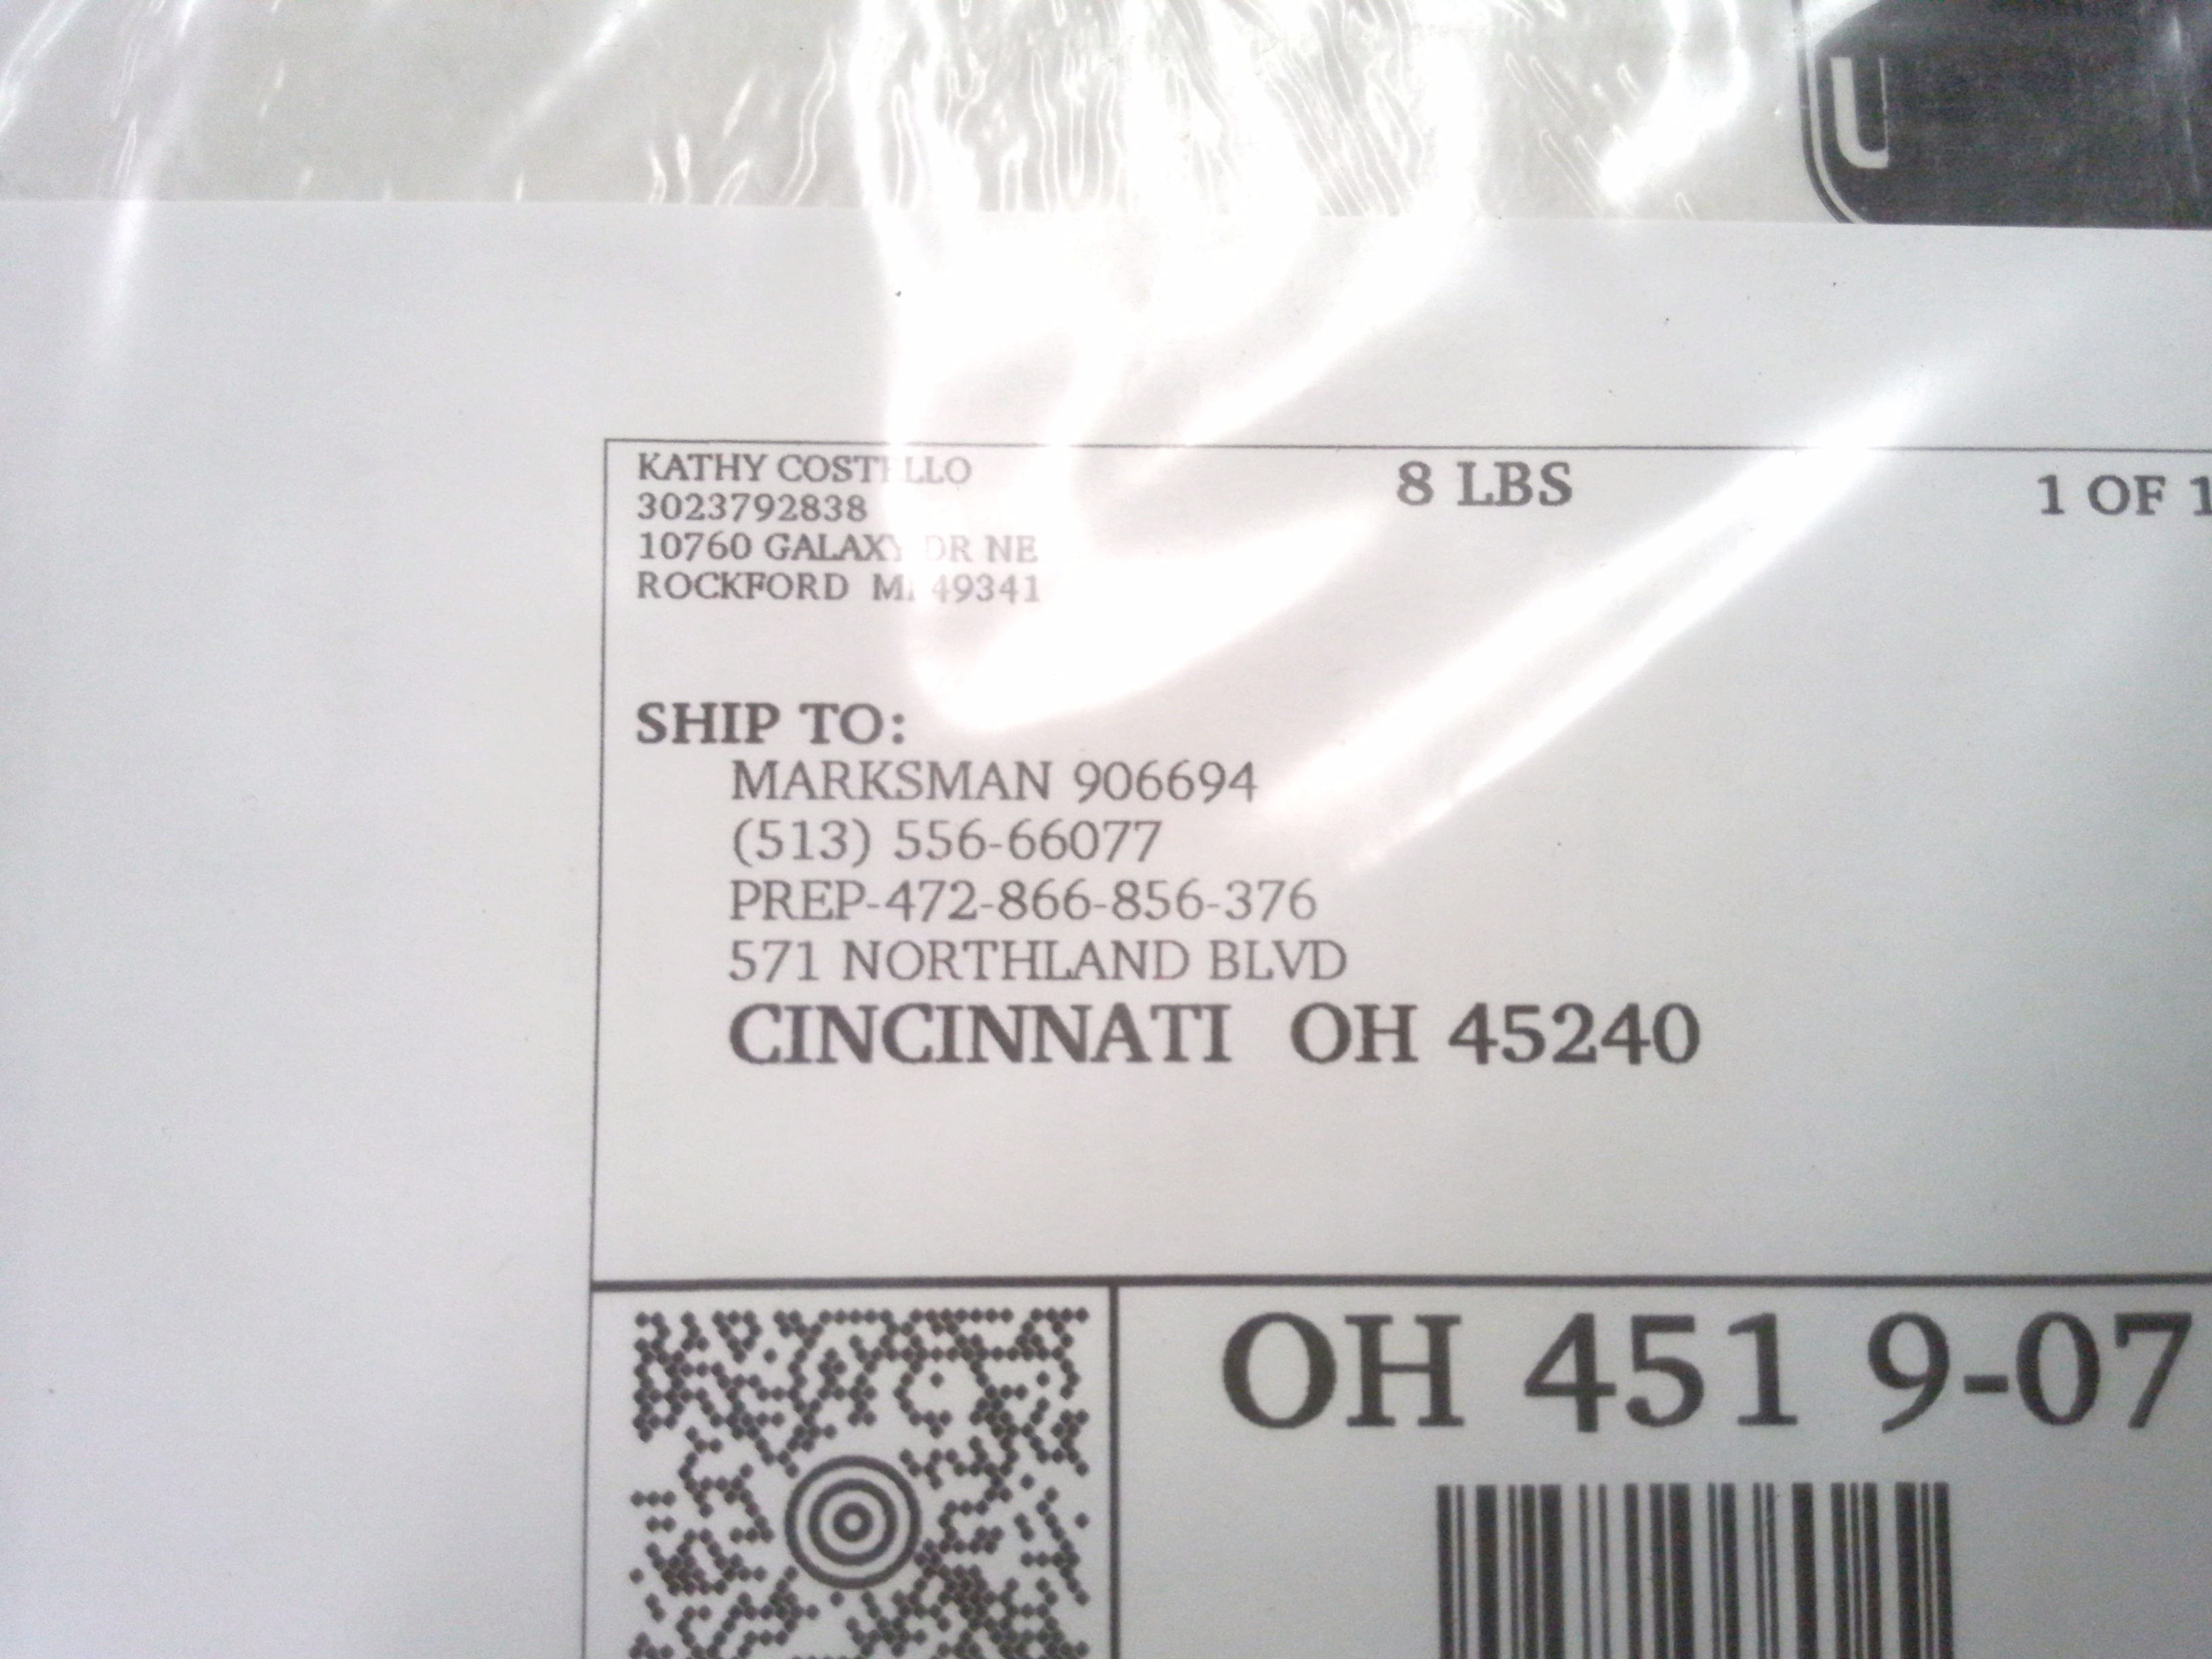 U
KATHY COSTELLO
3023792838
10760 GALAXY DR NE
ROCKFORD MI 49341
8 LBS
1 OF 1
SHIP TO:
MARKSMAN 906694
(513) 556-66077
PREP-472-866-856-376
571 NORTHLAND BLVD
CINCINNATI OH 45240
OH 451 9-07